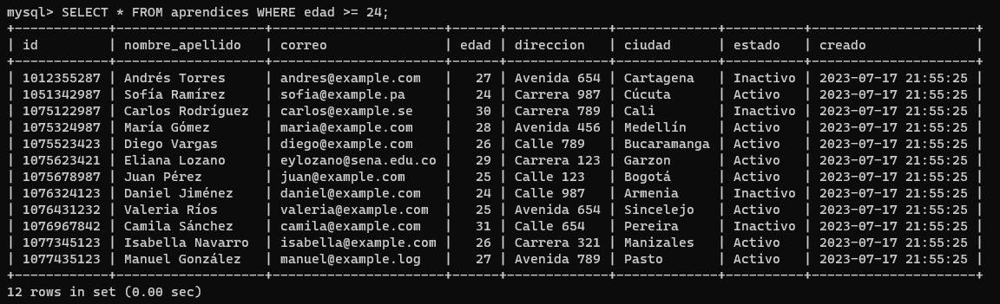 mysql> SELECT * FROM aprendices WHERE edad >= 24;
+------------+-------------------+---------------------+------+-------------+-------------+----------+---------------------+
| id         | nombre_apellido   | correo              | edad | direccion   | ciudad      | estado   | creado              |
+------------+-------------------+---------------------+------+-------------+-------------+----------+---------------------+
| 1012355287 | Andrés Torres     | andres@example.com  |   27 | Avenida 654 | Cartagena   | Inactivo | 2023-07-17 21:55:25 |
| 1051342987 | Sofía Ramírez     | sofia@example.pa    |   24 | Carrera 987 | Cúcuta      | Activo   | 2023-07-17 21:55:25 |
| 1075122987 | Carlos Rodríguez  | carlos@example.se   |   30 | Carrera 789 | Cali        | Inactivo | 2023-07-17 21:55:25 |
| 1075324987 | María Gómez       | maria@example.com   |   28 | Avenida 456 | Medellín    | Activo   | 2023-07-17 21:55:25 |
| 1075523423 | Diego Vargas      | diego@example.com   |   26 | Calle 789   | Bucaramanga | Activo   | 2023-07-17 21:55:25 |
| 1075623421 | Eliana Lozano     | eylozano@sena.edu.co |   29 | Carrera 123 | Garzon      | Activo   | 2023-07-17 21:55:25 |
| 1075678987 | Juan Pérez        | juan@example.com    |   25 | Calle 123   | Bogotá      | Activo   | 2023-07-17 21:55:25 |
| 1076324123 | Daniel Jiménez    | daniel@example.com  |   24 | Calle 987   | Armenia     | Inactivo | 2023-07-17 21:55:25 |
| 1076431232 | Valeria Ríos      | valeria@example.com |   25 | Avenida 654 | Sincelejo   | Activo   | 2023-07-17 21:55:25 |
| 1076967842 | Camila Sánchez    | camila@example.com  |   31 | Calle 654   | Pereira     | Inactivo | 2023-07-17 21:55:25 |
| 1077345123 | Isabella Navarro  | isabella@example.com |   26 | Carrera 321 | Manizales   | Activo   | 2023-07-17 21:55:25 |
| 1077435123 | Manuel González   | manuel@example.log  |   27 | Avenida 789 | Pasto       | Activo   | 2023-07-17 21:55:25 |
+------------+-------------------+---------------------+------+-------------+-------------+----------+---------------------+
12 rows in set (0.00 sec)